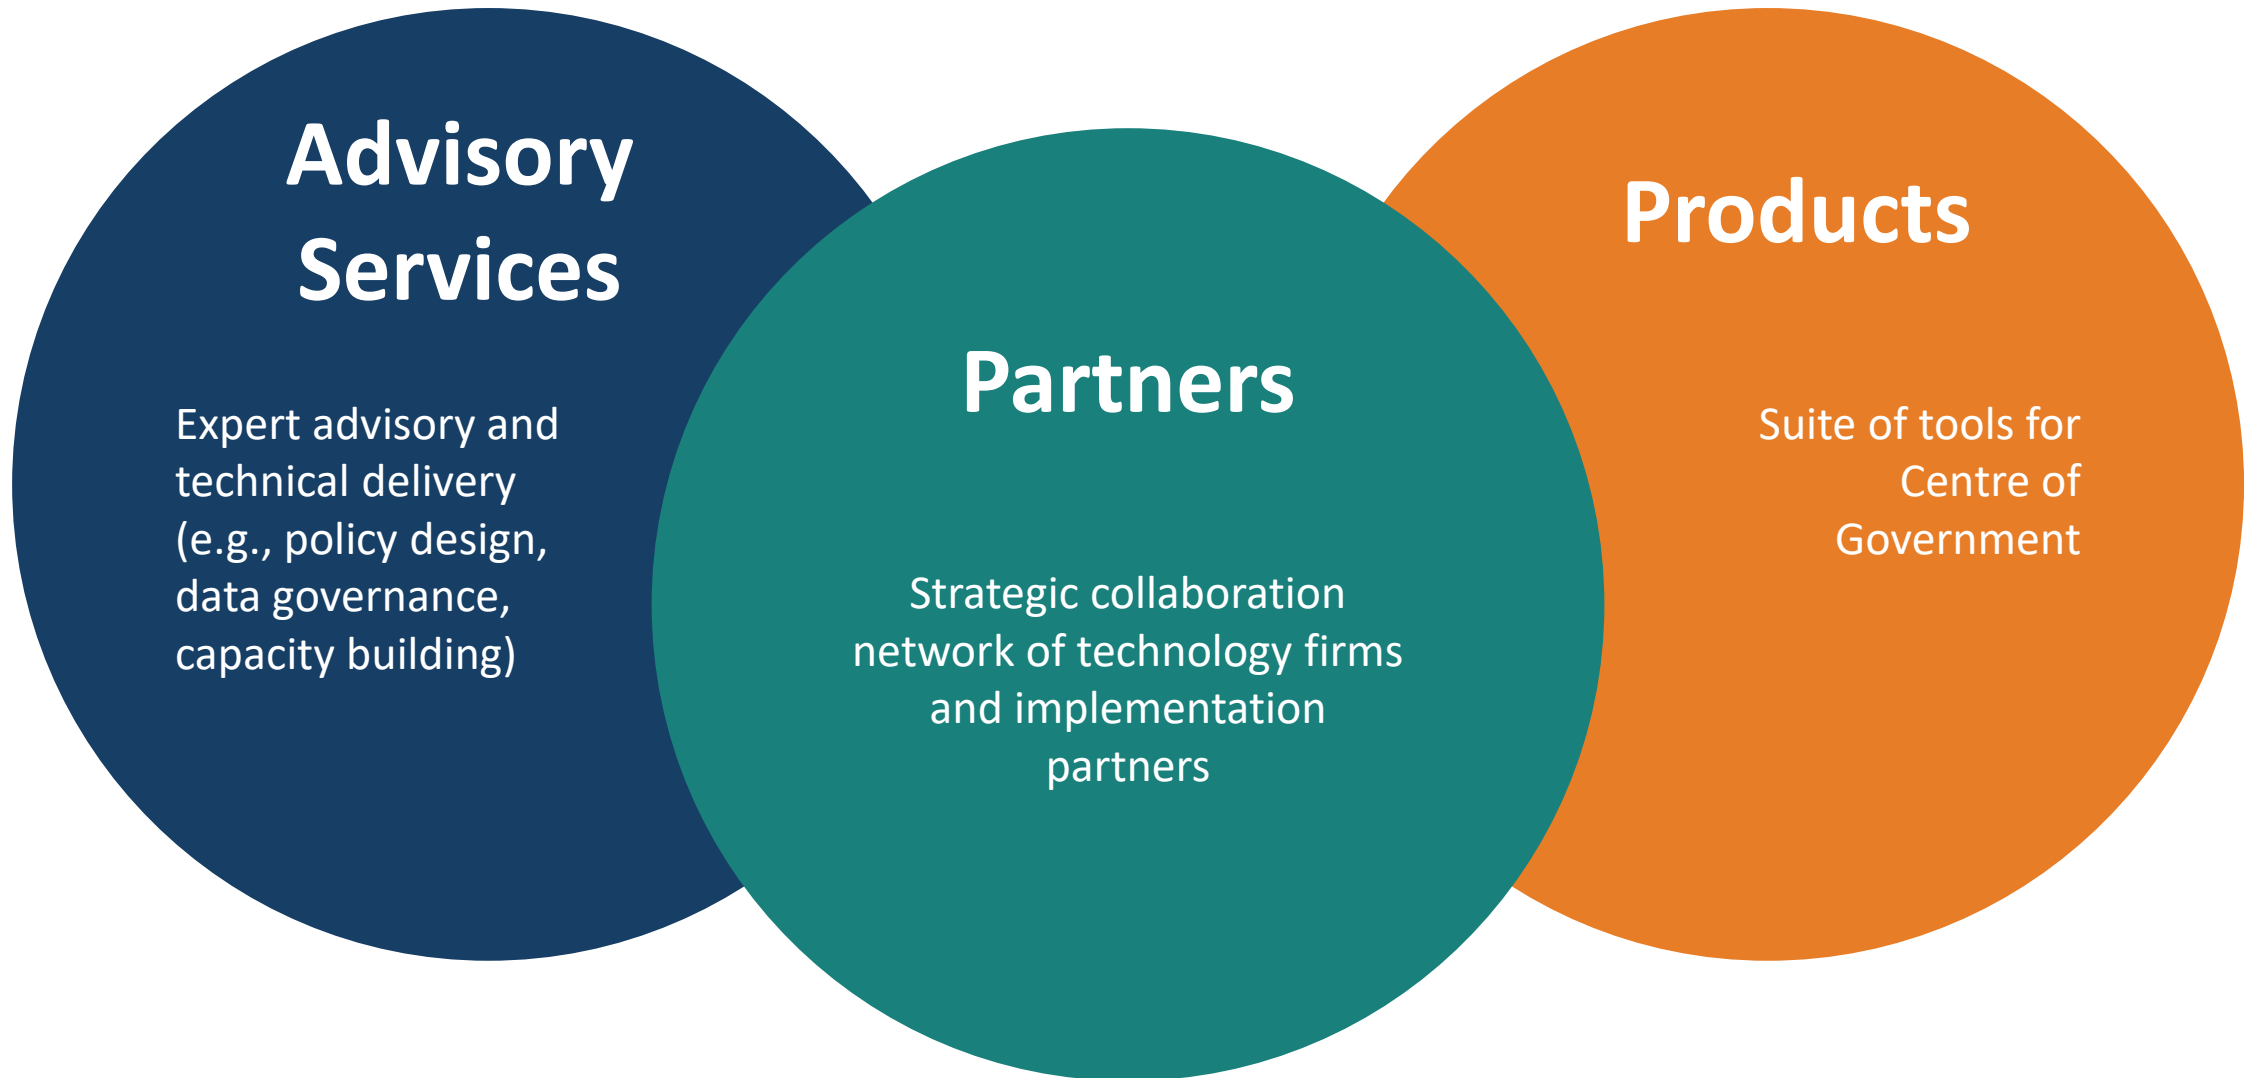 Advisory
Services
Expert advisory and
technical delivery
(e.g., policy design,
data governance,
capacity building)
Partners
Strategic collaboration
network of technology firms
and implementation
partners
Products
Suite of tools for
Centre of
Government